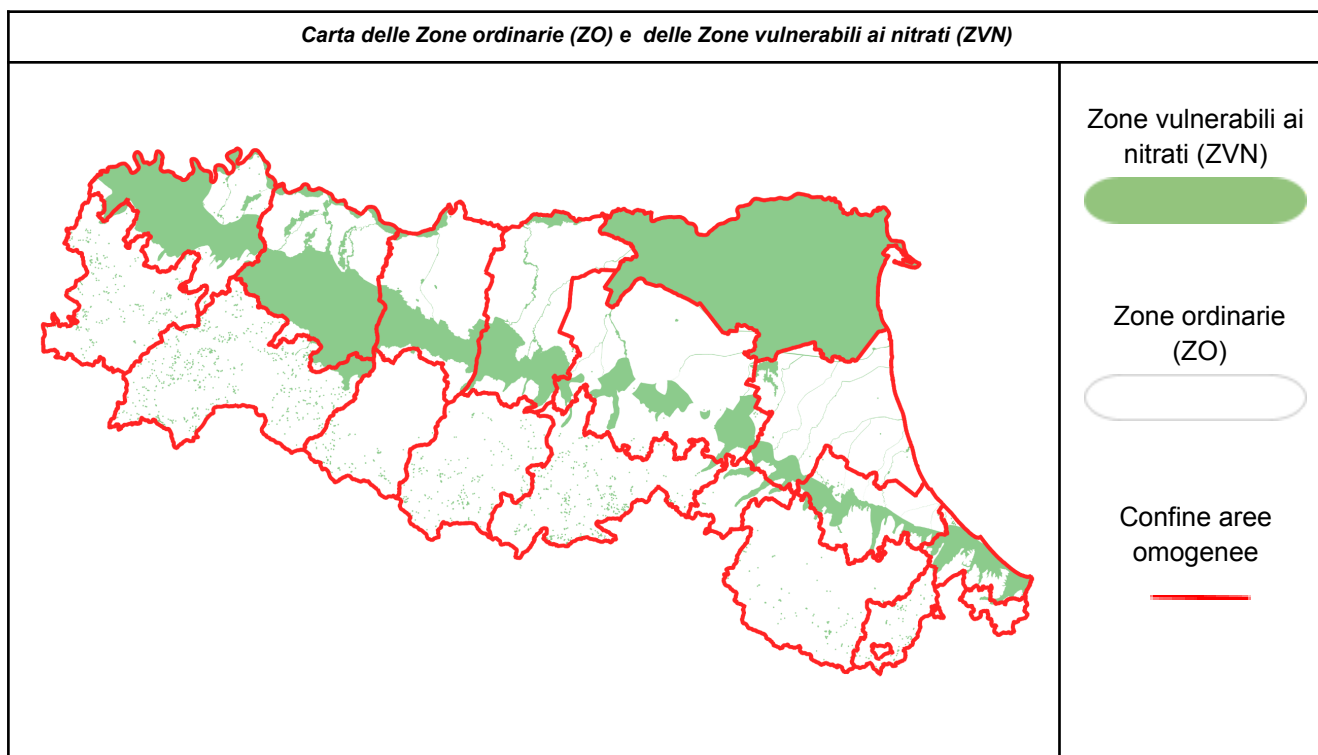 Carta delle Zone ordinarie (ZO) e delle Zone vulnerabili ai nitrati (ZVN)
Zone vulnerabili ai
nitrati (ZVN)
Zone ordinarie
(ZO)
Confine aree
omogenee